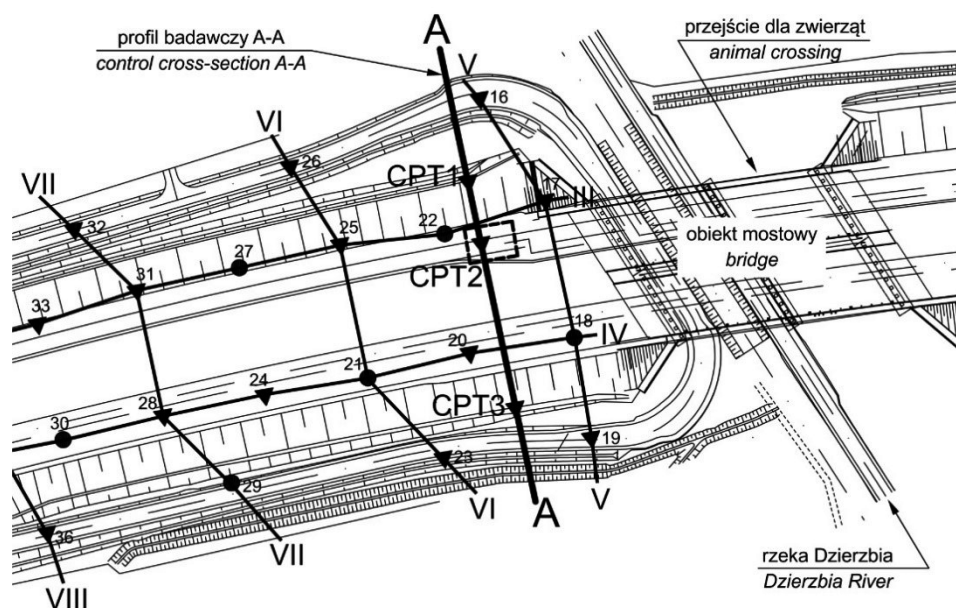 profil badawczy A-A
control cross-section A-A
A
przejście dla zwierząt
animal crossing
V
16
VI
26
VII
32
CPT1
17
III
22
25
27
31
33
CPT2
obiekt mostowy
bridge
18
IV
20
21
24
28
30
CPT3
19
23
29
V
VI
A
VII
36
VIII
rzeka Dzierzbia
Dzierzbia River